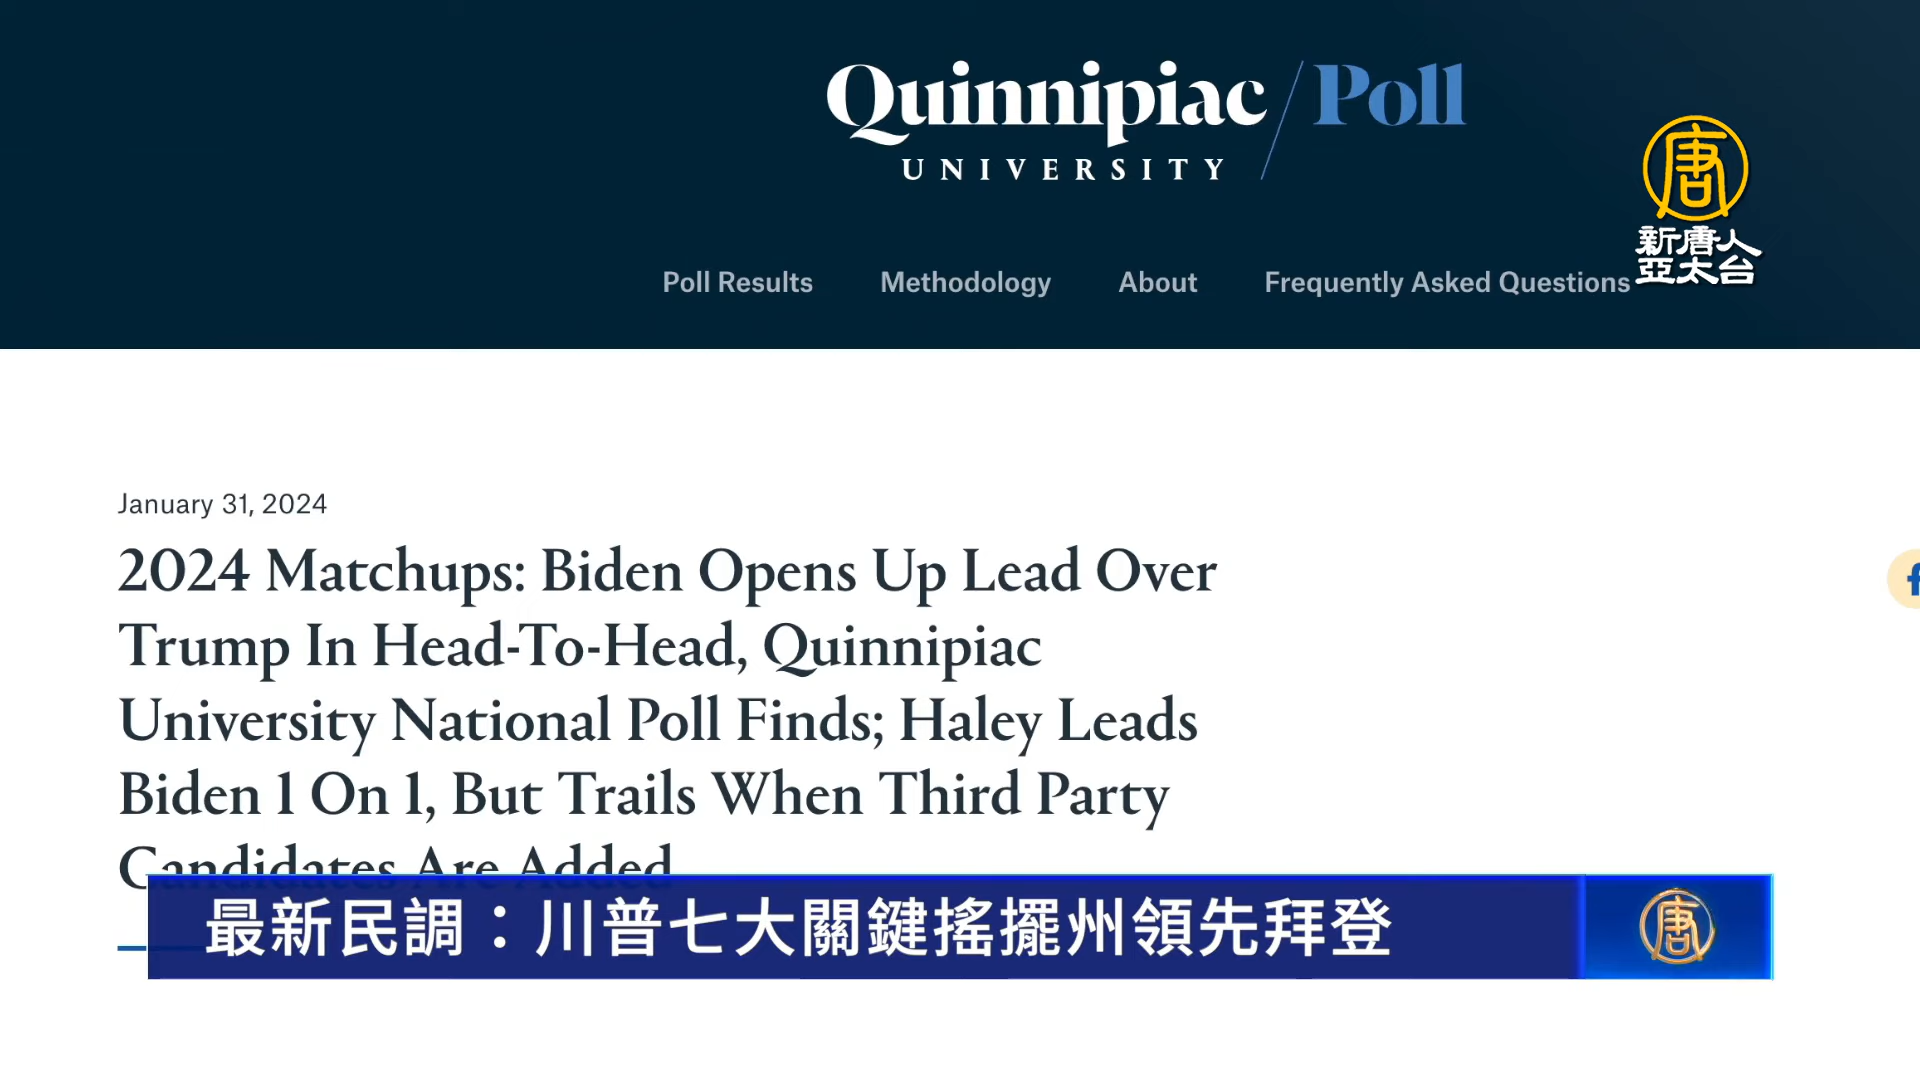 Quinnipiac / Poll
UNIVERSITY
唐
新唐人
亞太台
Poll Results Methodology About Frequently Asked Questions
January 31, 2024
2024 Matchups: Biden Opens Up Lead Over
Trump In Head-To-Head, Quinnipiac
University National Poll Finds; Haley Leads
Biden 1 On 1, But Trails When Third Party
Candidates Are Added
最新民調：川普七大關鍵搖擺州領先拜登
唐